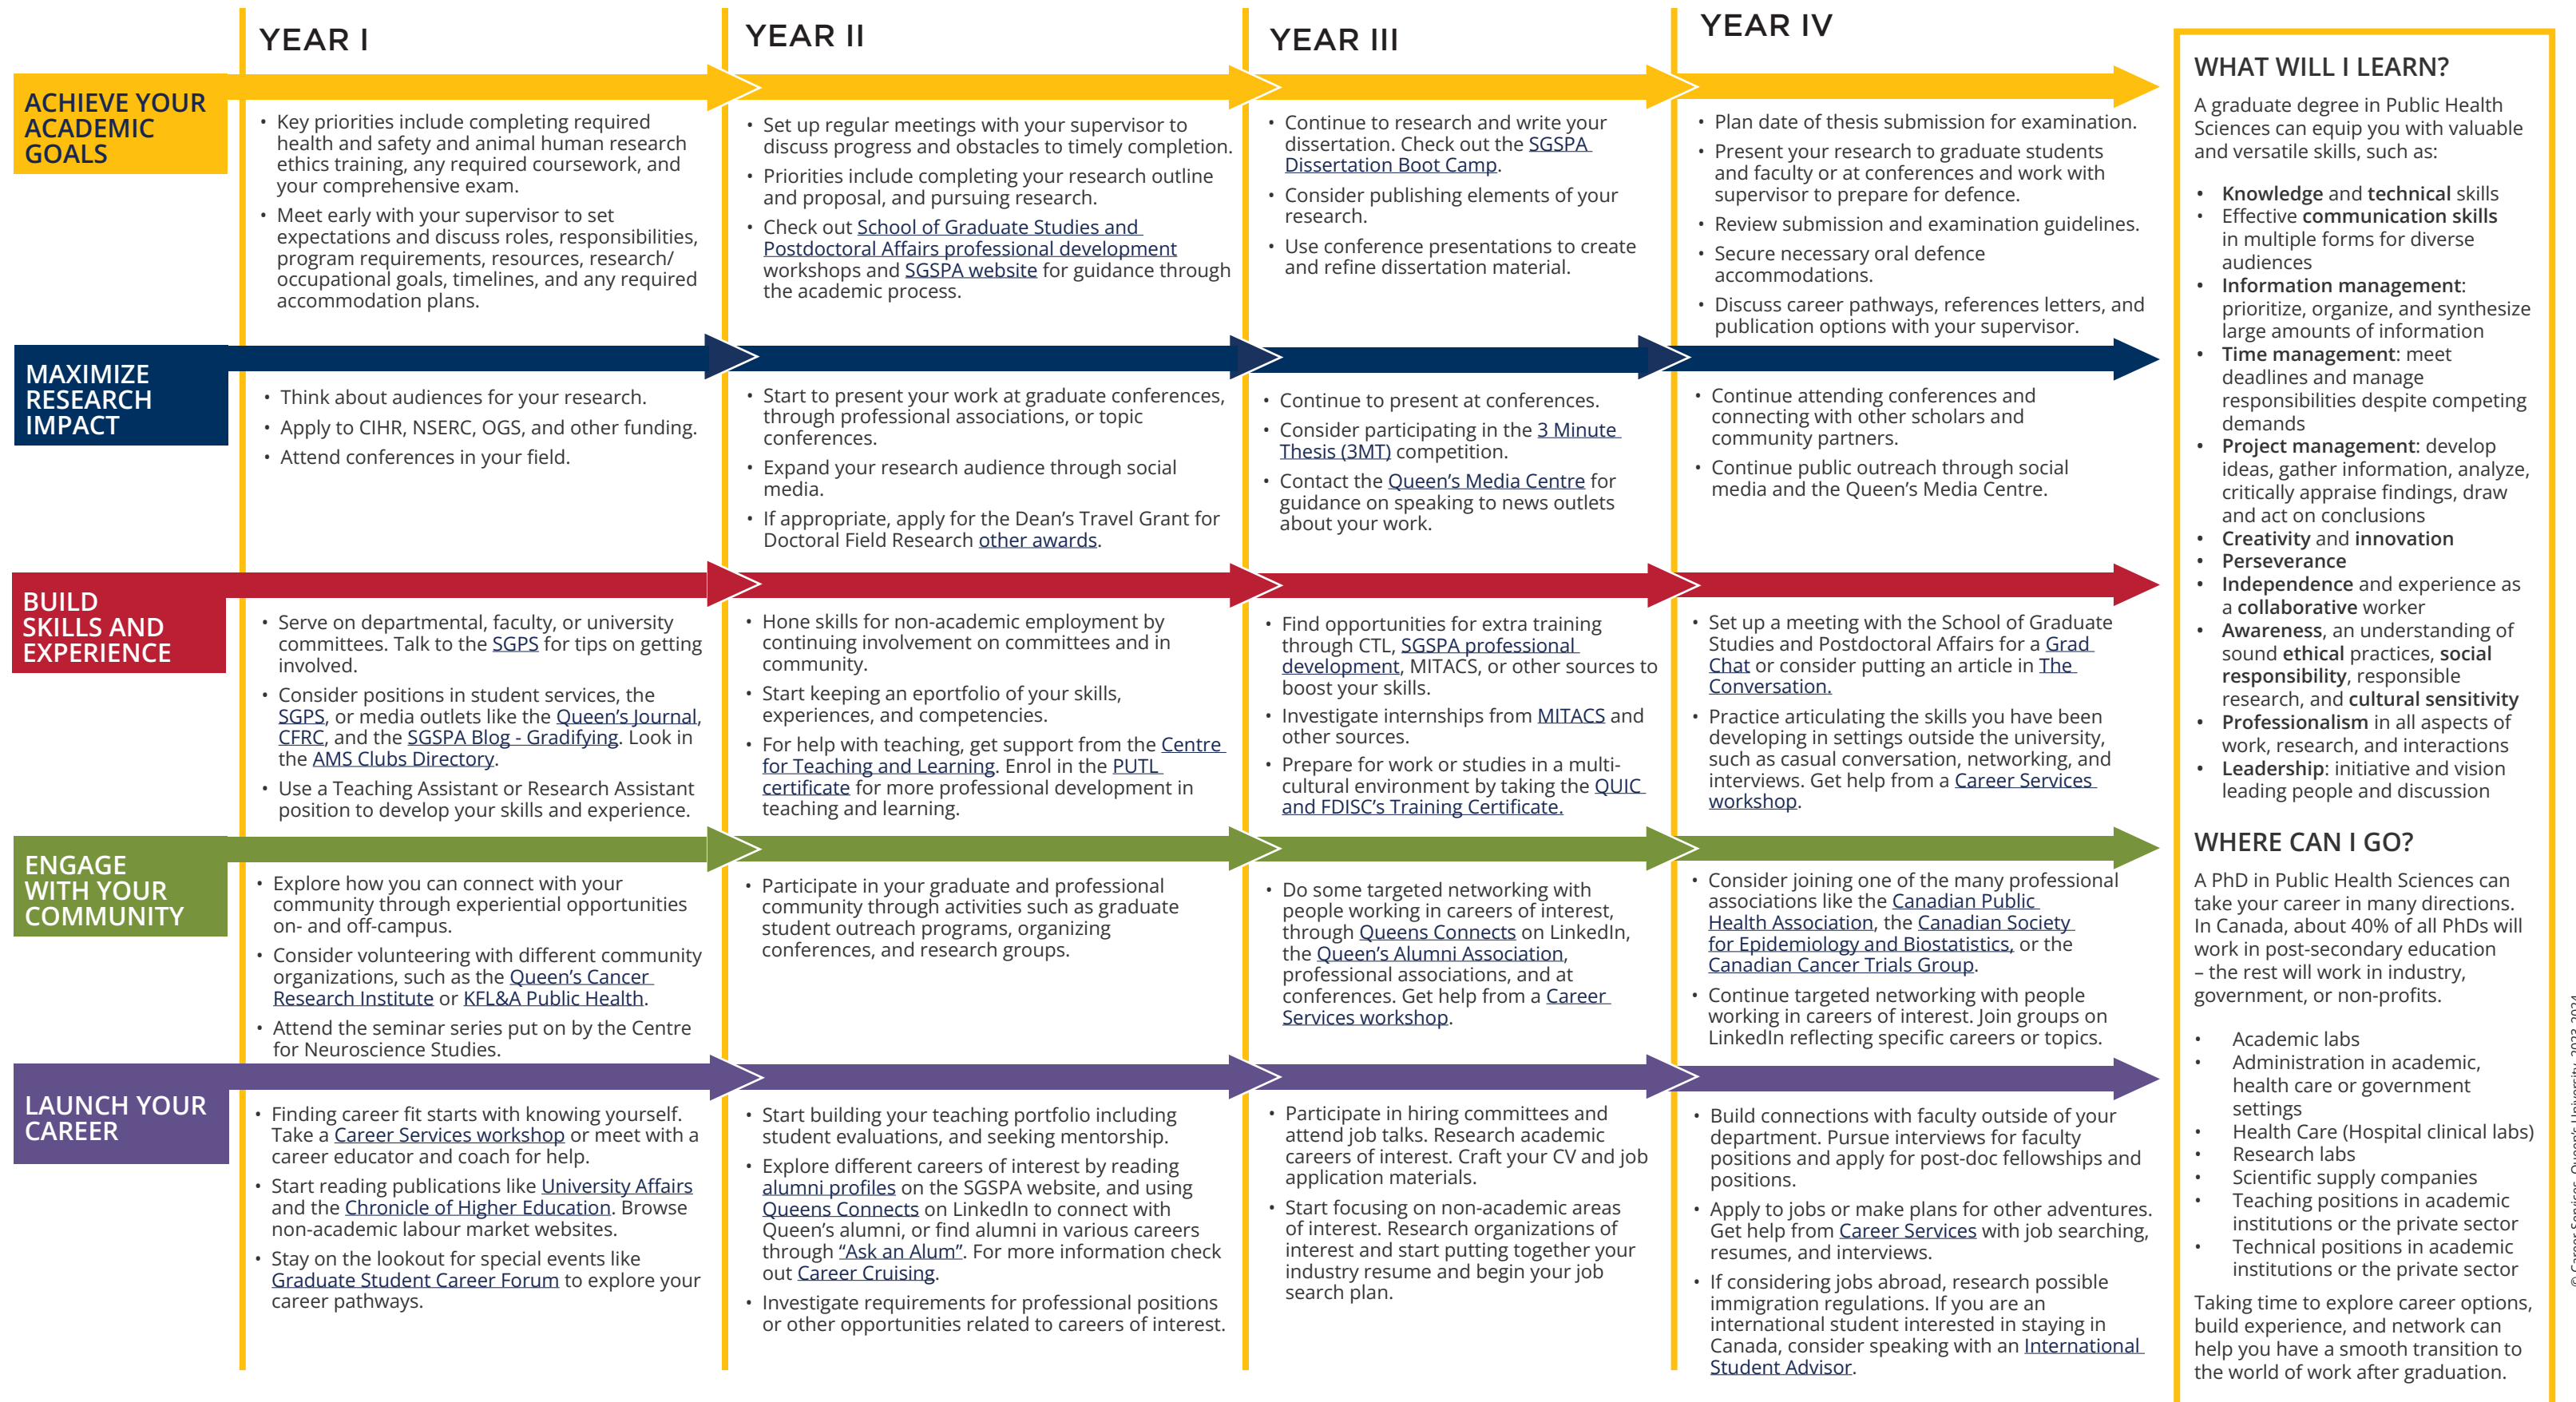 YEAR I
YEAR II
YEAR III
YEAR IV
ACHIEVE YOUR
ACADEMIC
GOALS
• Key priorities include completing required
health and safety and animal human research
ethics training, any required coursework, and
your comprehensive exam.
• Meet early with your supervisor to set
expectations and discuss roles, responsibilities,
program requirements, resources, research/
occupational goals, timelines, and any required
accommodation plans.
• Set up regular meetings with your supervisor to
discuss progress and obstacles to timely completion.
• Priorities include completing your research outline
and proposal, and pursuing research.
• Check out School of Graduate Studies and
Postdoctoral Affairs professional development
workshops and SGSPA website for guidance through
the academic process.
• Continue to research and write your
dissertation. Check out the SGSPA
Dissertation Boot Camp.
• Consider publishing elements of your
research.
• Use conference presentations to create
and refine dissertation material.
• Plan date of thesis submission for examination.
• Present your research to graduate students
and faculty or at conferences and work with
supervisor to prepare for defence.
• Review submission and examination guidelines.
• Secure necessary oral defence
accommodations.
• Discuss career pathways, references letters, and
publication options with your supervisor.
MAXIMIZE
RESEARCH
IMPACT
• Think about audiences for your research.
• Apply to CIHR, NSERC, OGS, and other funding.
• Attend conferences in your field.
• Start to present your work at graduate conferences,
through professional associations, or topic
conferences.
• Expand your research audience through social
media.
• If appropriate, apply for the Dean's Travel Grant for
Doctoral Field Research other awards.
• Continue to present at conferences.
• Consider participating in the 3 Minute
Thesis (3MT) competition.
• Contact the Queen's Media Centre for
guidance on speaking to news outlets
about your work.
• Continue attending conferences and
connecting with other scholars and
community partners.
• Continue public outreach through social
media and the Queen's Media Centre.
BUILD
SKILLS AND
EXPERIENCE
• Serve on departmental, faculty, or university
committees. Talk to the SGPS for tips on getting
involved.
• Consider positions in student services, the
SGPS, or media outlets like the Queen's Journal,
CFRC, and the SGSPA Blog - Gradifying. Look in
the AMS Clubs Directory.
• Use a Teaching Assistant or Research Assistant
position to develop your skills and experience.
• Hone skills for non-academic employment by
continuing involvement on committees and in
community.
• Start keeping an eportfolio of your skills,
experiences, and competencies.
• For help with teaching, get support from the Centre
for Teaching and Learning. Enrol in the PUTL
certificate for more professional development in
teaching and learning.
• Find opportunities for extra training
through CTL, SGSPA professional
development, MITACS, or other sources to
boost your skills.
• Investigate internships from MITACS and
other sources.
• Prepare for work or studies in a multi-
cultural environment by taking the QUIC
and FDISC's Training Certificate.
• Set up a meeting with the School of Graduate
Studies and Postdoctoral Affairs for a Grad
Chat or consider putting an article in The
Conversation.
• Practice articulating the skills you have been
developing in settings outside the university,
such as casual conversation, networking, and
interviews. Get help from a Career Services
workshop.
ENGAGE
WITH YOUR
COMMUNITY
• Explore how you can connect with your
community through experiential opportunities
on- and off-campus.
• Consider volunteering with different community
organizations, such as the Queen's Cancer
Research Institute or KFL&A Public Health.
• Attend the seminar series put on by the Centre
for Neuroscience Studies.
• Participate in your graduate and professional
community through activities such as graduate
student outreach programs, organizing
conferences, and research groups.
• Do some targeted networking with
people working in careers of interest,
through Queens Connects on LinkedIn,
the Queen's Alumni Association,
professional associations, and at
conferences. Get help from a Career
Services workshop.
• Consider joining one of the many professional
associations like the Canadian Public
Health Association, the Canadian Society
for Epidemiology and Biostatistics, or the
Canadian Cancer Trials Group.
• Continue targeted networking with people
working in careers of interest. Join groups on
LinkedIn reflecting specific careers or topics.
LAUNCH YOUR
CAREER
• Finding career fit starts with knowing yourself.
Take a Career Services workshop or meet with a
career educator and coach for help.
• Start reading publications like University Affairs
and the Chronicle of Higher Education. Browse
non-academic labour market websites.
• Stay on the lookout for special events like
Graduate Student Career Forum to explore your
career pathways.
• Start building your teaching portfolio including
student evaluations, and seeking mentorship.
• Explore different careers of interest by reading
alumni profiles on the SGSPA website, and using
Queens Connects on LinkedIn to connect with
Queen's alumni, or find alumni in various careers
through “Ask an Alum”. For more information check
out Career Cruising.
• Investigate requirements for professional positions
or other opportunities related to careers of interest.
• Participate in hiring committees and
attend job talks. Research academic
careers of interest. Craft your CV and job
application materials.
• Start focusing on non-academic areas
of interest. Research organizations of
interest and start putting together your
industry resume and begin your job
search plan.
• Build connections with faculty outside of your
department. Pursue interviews for faculty
positions and apply for post-doc fellowships and
positions.
• Apply to jobs or make plans for other adventures.
Get help from Career Services with job searching,
resumes, and interviews.
• If considering jobs abroad, research possible
immigration regulations. If you are an
international student interested in staying in
Canada, consider speaking with an International
Student Advisor.
WHAT WILL I LEARN?
A graduate degree in Public Health
Sciences can equip you with valuable
and versatile skills, such as:
• Knowledge and technical skills
• Effective communication skills
in multiple forms for diverse
audiences
• Information management:
prioritize, organize, and synthesize
large amounts of information
• Time management: meet
deadlines and manage
responsibilities despite competing
demands
• Project management: develop
ideas, gather information, analyze,
critically appraise findings, draw
and act on conclusions
• Creativity and innovation
• Perseverance
• Independence and experience as
a collaborative worker
• Awareness, an understanding of
sound ethical practices, social
responsibility, responsible
research, and cultural sensitivity
• Professionalism in all aspects of
work, research, and interactions
• Leadership: initiative and vision
leading people and discussion
WHERE CAN I GO?
A PhD in Public Health Sciences can
take your career in many directions.
In Canada, about 40% of all PhDs will
work in post-secondary education
– the rest will work in industry,
government, or non-profits.
• Academic labs
• Administration in academic,
health care or government
settings
• Health Care (Hospital clinical labs)
• Research labs
• Scientific supply companies
• Teaching positions in academic
institutions or the private sector
• Technical positions in academic
institutions or the private sector
Taking time to explore career options,
build experience, and network can
help you have a smooth transition to
the world of work after graduation.
© Career Services, Queen's University, 2023-2024